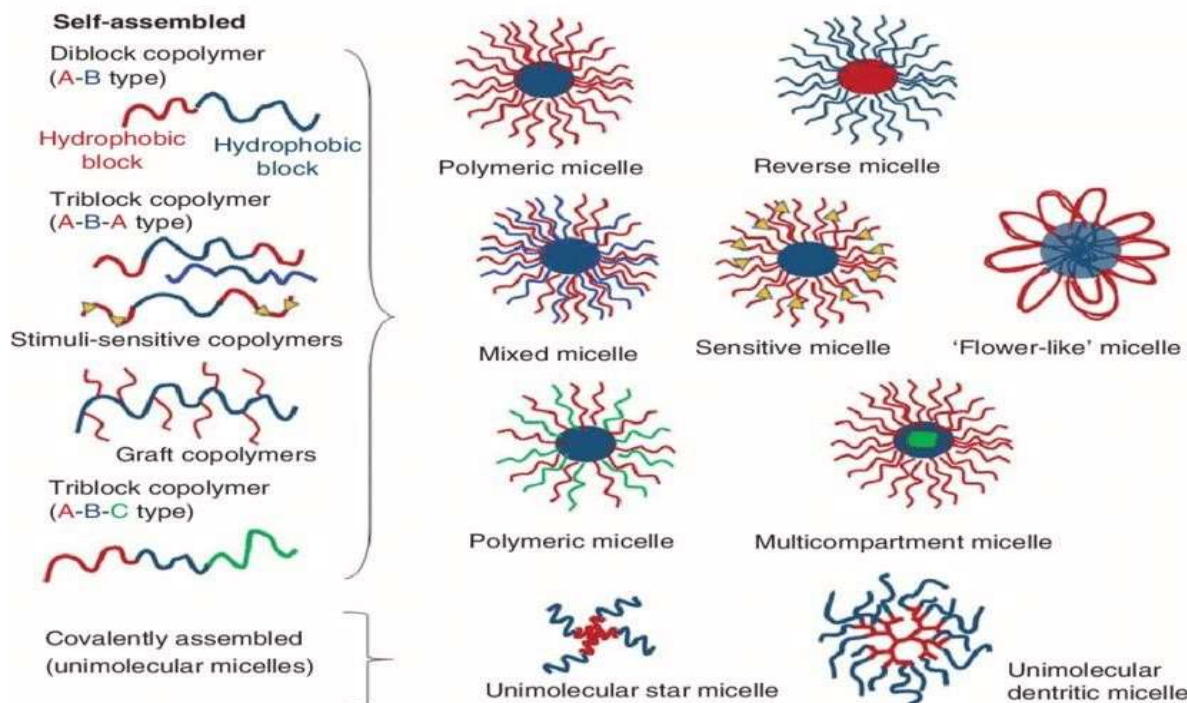 Self-assembled
Diblock copolymer
(A-B type)
Hydrophobic
block
Hydrophobic
block
Triblock copolymer
(A-B-A type)
Stimuli-sensitive copolymers
Graft copolymers
Triblock copolymer
(A-B-C type)
Polymeric micelle
Reverse micelle
Mixed micelle
Sensitive micelle
‘Flower-like’ micelle
Polymeric micelle
Multicompartment micelle
Covalently assembled
(unimolecular micelles)
Unimolecular star micelle
Unimolecular
dentritic micelle